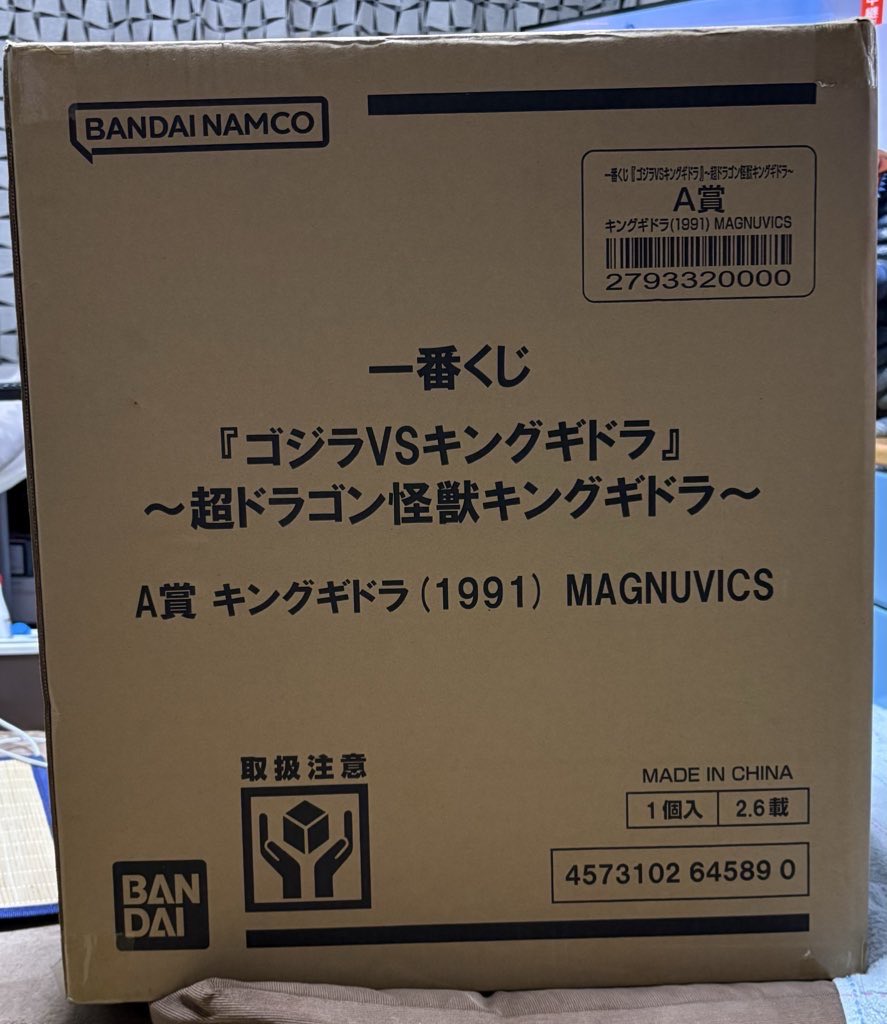 BANDAI NAMCO
一番くじ『ゴジラVSキングギドラ』~超ドラゴン怪獣キングギドラ~
A賞
キングギドラ(1991) MAGNUVICS
2793320000
一番くじ
『ゴジラVSキングギドラ』
～超ドラゴン怪獣キングギドラ～
A賞 キングギドラ(1991) MAGNUVICS
取扱注意
MADE IN CHINA
1個入 2.6載
4573102 64589 0
BAN
DAI